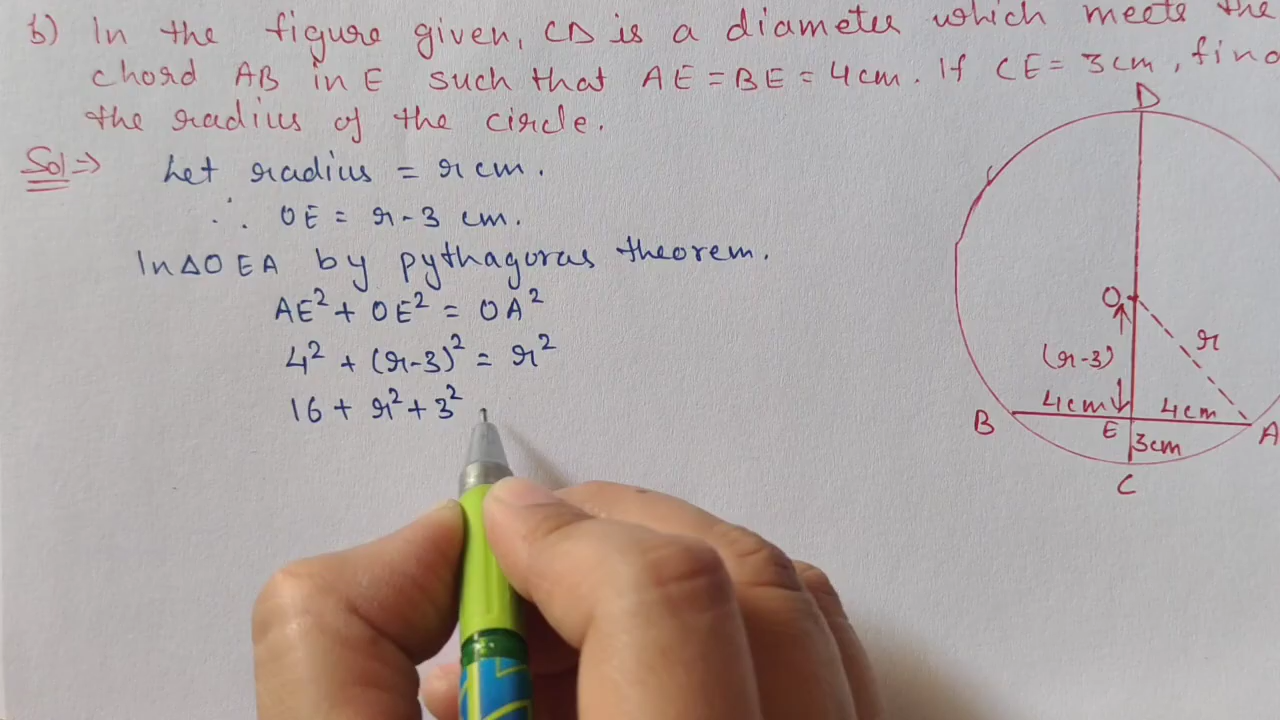 b) In the figure given, CD is a diameter which meets the
chord AB in E such that AE = BE = 4cm. If CE = 3cm, find
the radius of the circle.
Sol ⇒ Let radius = r cm.
∴ OE = r - 3 cm.
In △OEA by pythagoras theorem.
AE² + OE² = OA²
4² + (r-3)² = r²
16 + r² + 3²
D
O
r
(r-3)
4cm 4cm
B E A
3cm
C